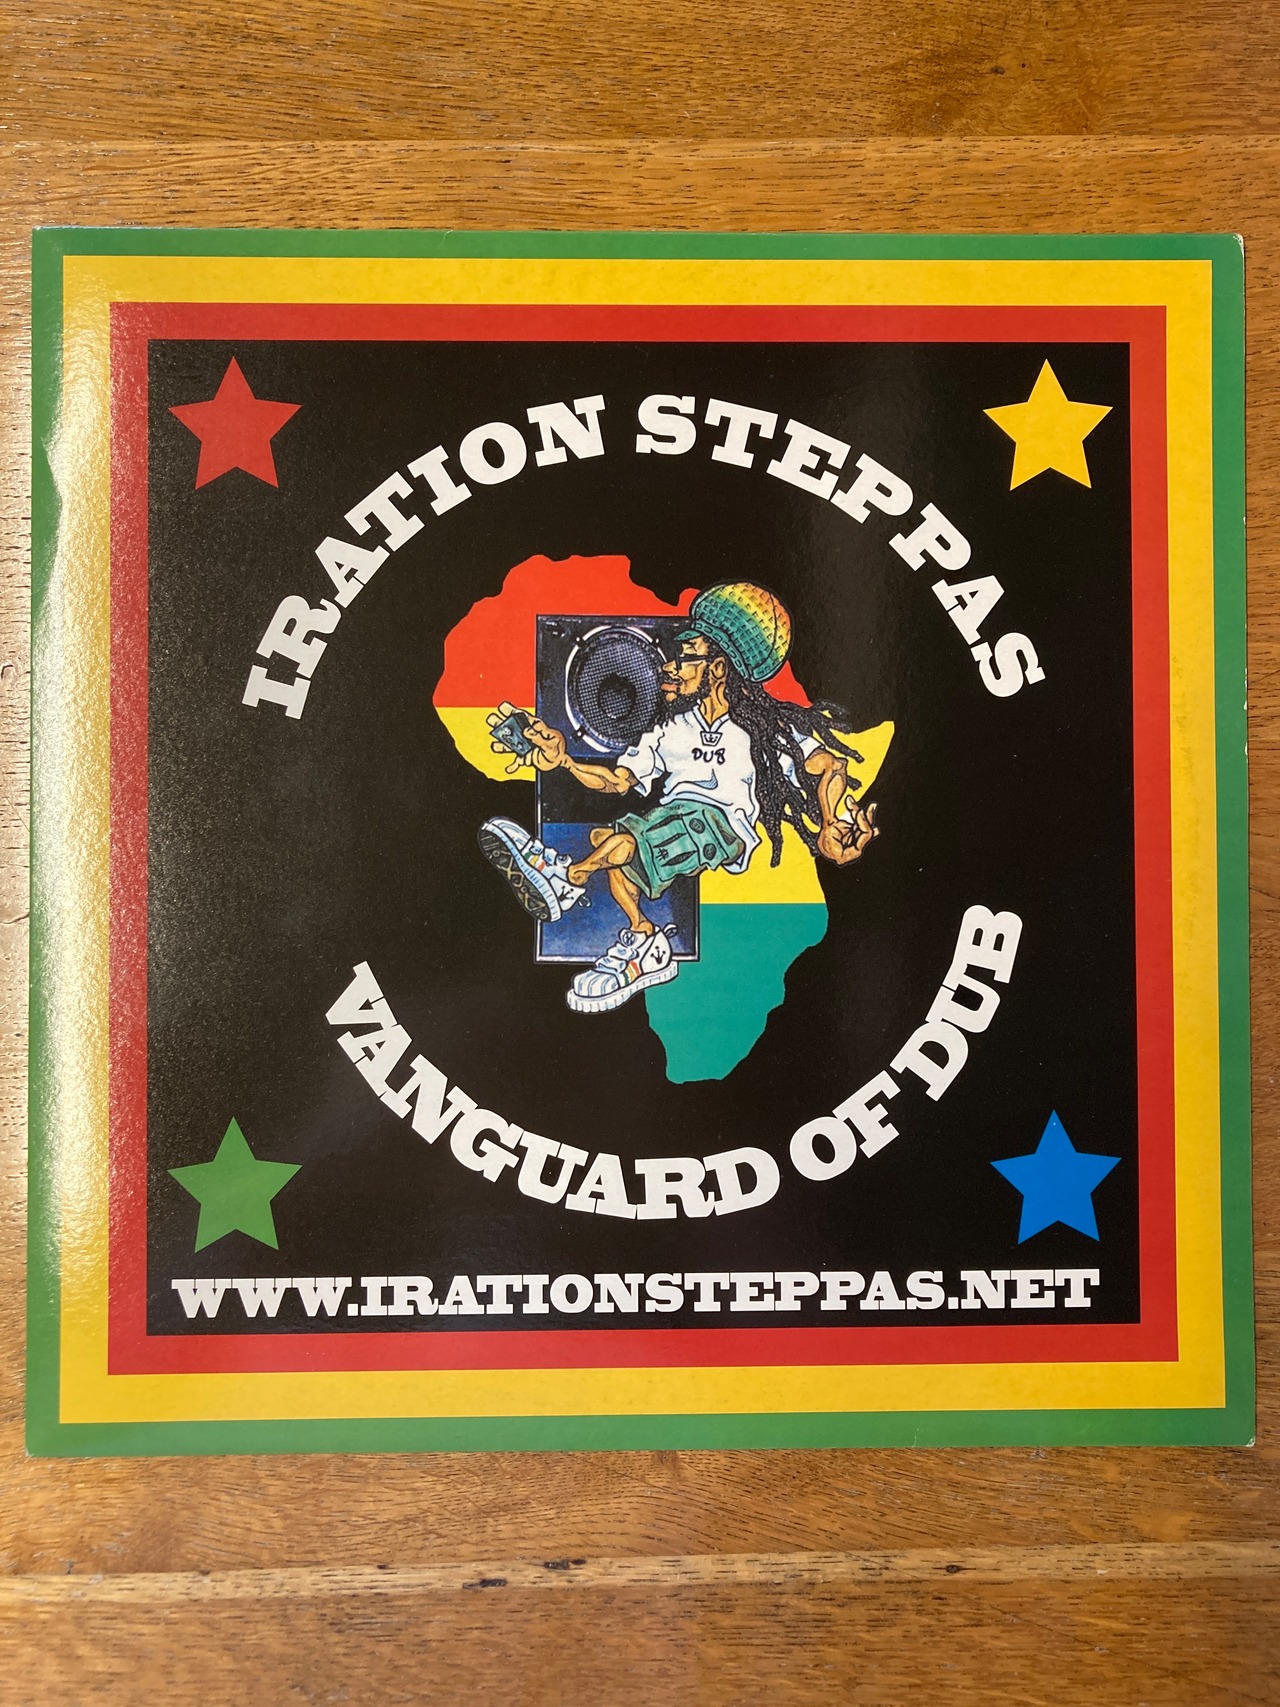 IRATION STEPPAS
DUB
VANGUARD OF DUB
WWW.IRATIONSTEPPAS.NET